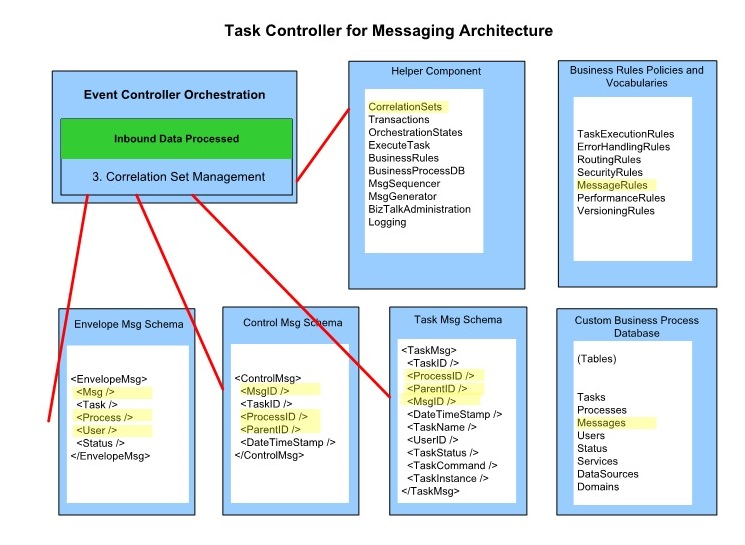 Task Controller for Messaging Architecture
Event Controller Orchestration
Inbound Data Processed
3. Correlation Set Management
Helper Component
CorrelationSets
Transactions
OrchestrationStates
ExecuteTask
BusinessRules
BusinessProcessDB
MsgSequencer
MsgGenerator
BizTalkAdministration
Logging
Business Rules Policies and
Vocabularies
TaskExecutionRules
ErrorHandlingRules
RoutingRules
SecurityRules
MessageRules
PerformanceRules
VersioningRules
Envelope Msg Schema
<EnvelopeMsg>
<Msg />
<Task />
<Process />
<User />
<Status />
</EnvelopeMsg>
Control Msg Schema
<ControlMsg>
<MsgID />
<TaskID />
<ProcessID />
<ParentID />
<DateTimeStamp />
</ControlMsg>
Task Msg Schema
<TaskMsg>
<TaskID />
<ProcessID />
<ParentID />
<MsgID />
<DateTimeStamp />
<TaskName />
<UserID />
<TaskStatus />
<TaskCommand />
<TaskInstance />
</TaskMsg>
Custom Business Process
Database
(Tables)
Tasks
Processes
Messages
Users
Status
Services
DataSources
Domains